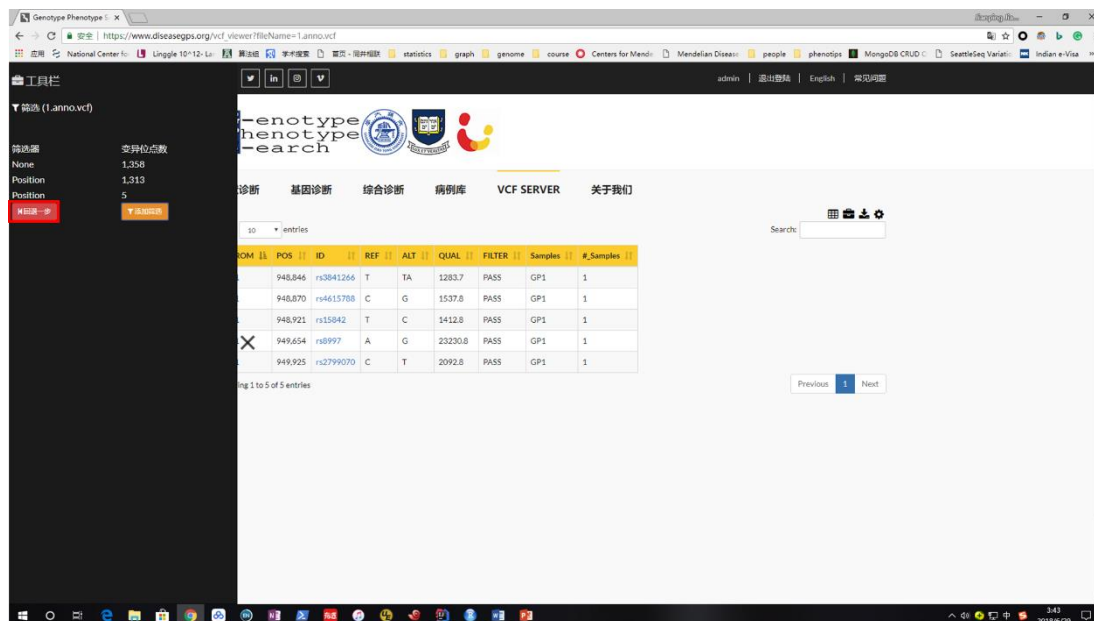 Genotype Phenotype S
安全 | https://www.diseasegps.org/vcf_viewer?fileName=1.anno.vcf
应用 National Center for Linggle 10^12- La 算法组 学术搜索 首页 - 同井相联 statistics graph genome course Centers for Mende Mendelian Disease people phenotips MongoDB CRUD C SeattleSeq Variatio Indian e-Visa »
工具栏
admin | 退出登陆 | English | 常见问题
筛选 (1.anno.vcf)
-enotype
henotype
-earch
筛选器 变异位点数
None 1,358
Position 1,313
Position 5
回退一步 添加筛选
诊断 基因诊断 综合诊断 病例库 VCF SERVER 关于我们
10 entries Search:
ROM POS ID REF ALT QUAL FILTER Samples #_Samples
948,846 rs3841266 T TA 1283.7 PASS GP1 1
948,870 rs4615788 C G 1537.8 PASS GP1 1
948,921 rs15842 T C 1412.8 PASS GP1 1
949,654 rs8997 A G 23230.8 PASS GP1 1
949,925 rs2799070 C T 2092.8 PASS GP1 1
ing 1 to 5 of 5 entries
Previous 1 Next
中 3:43
2018/6/29